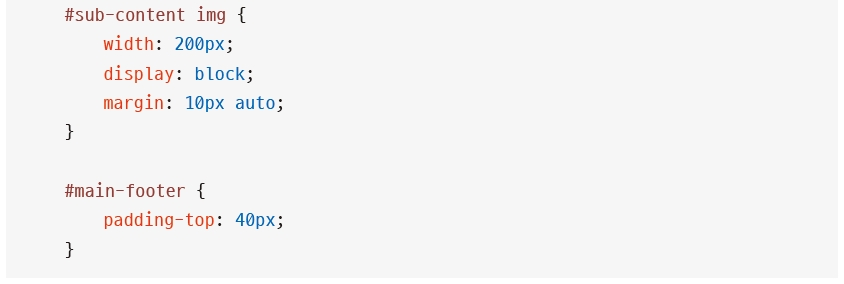 #sub-content img {
width: 200px;
display: block;
margin: 10px auto;
}
#main-footer {
padding-top: 40px;
}